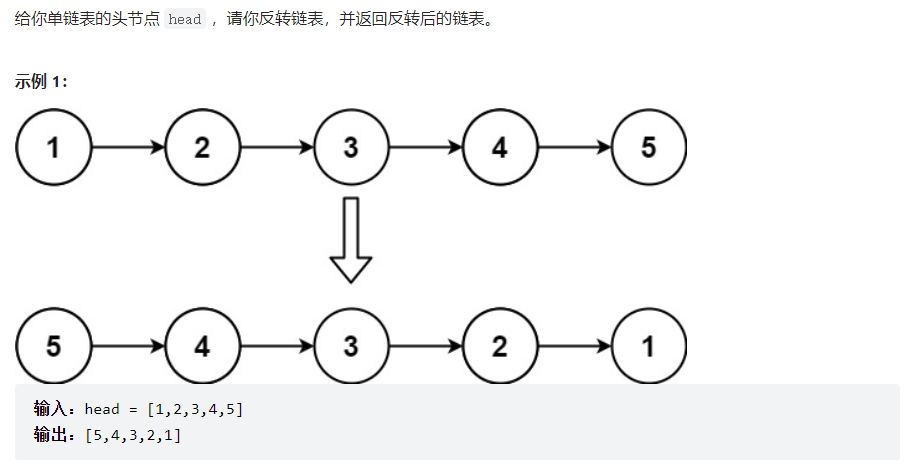 给你单链表的头节点 head ，请你反转链表，并返回反转后的链表。
示例 1：
1 2 3 4 5
5 4 3 2 1
输入：head = [1,2,3,4,5]
输出：[5,4,3,2,1]